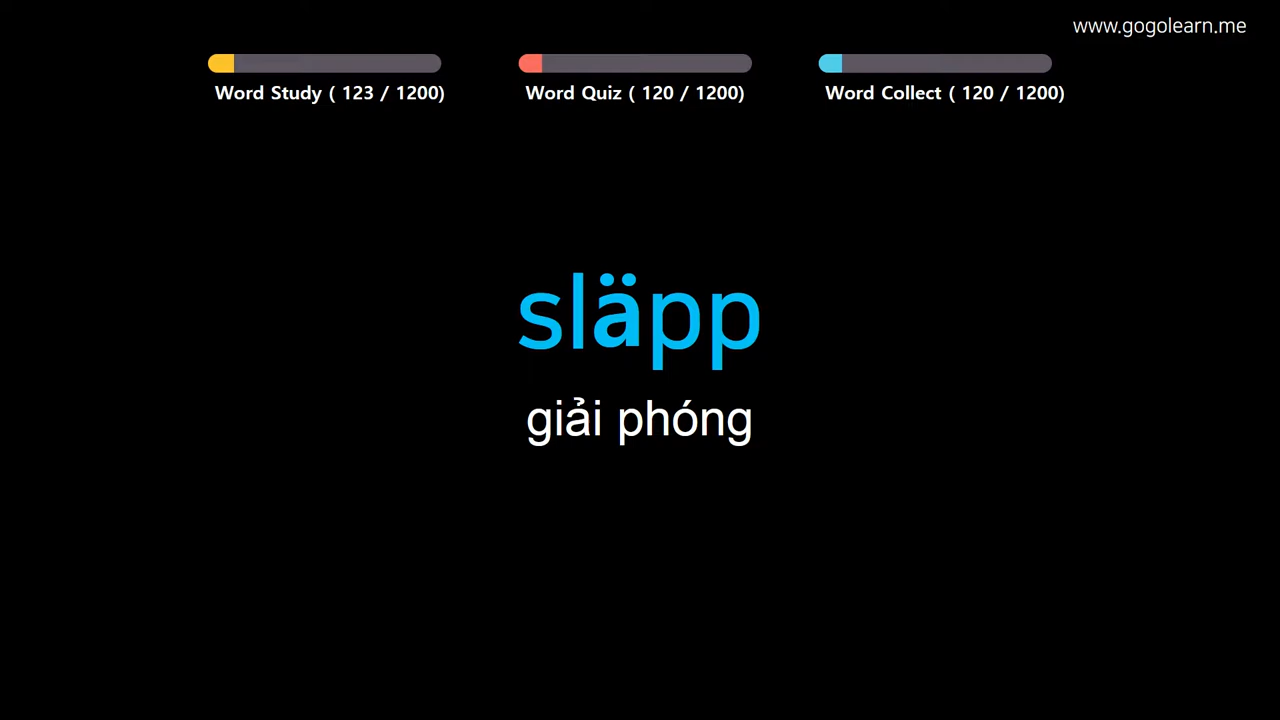 www.gogolearn.me
Word Study ( 123 / 1200)
Word Quiz ( 120 / 1200)
Word Collect ( 120 / 1200)
släpp
giải phóng